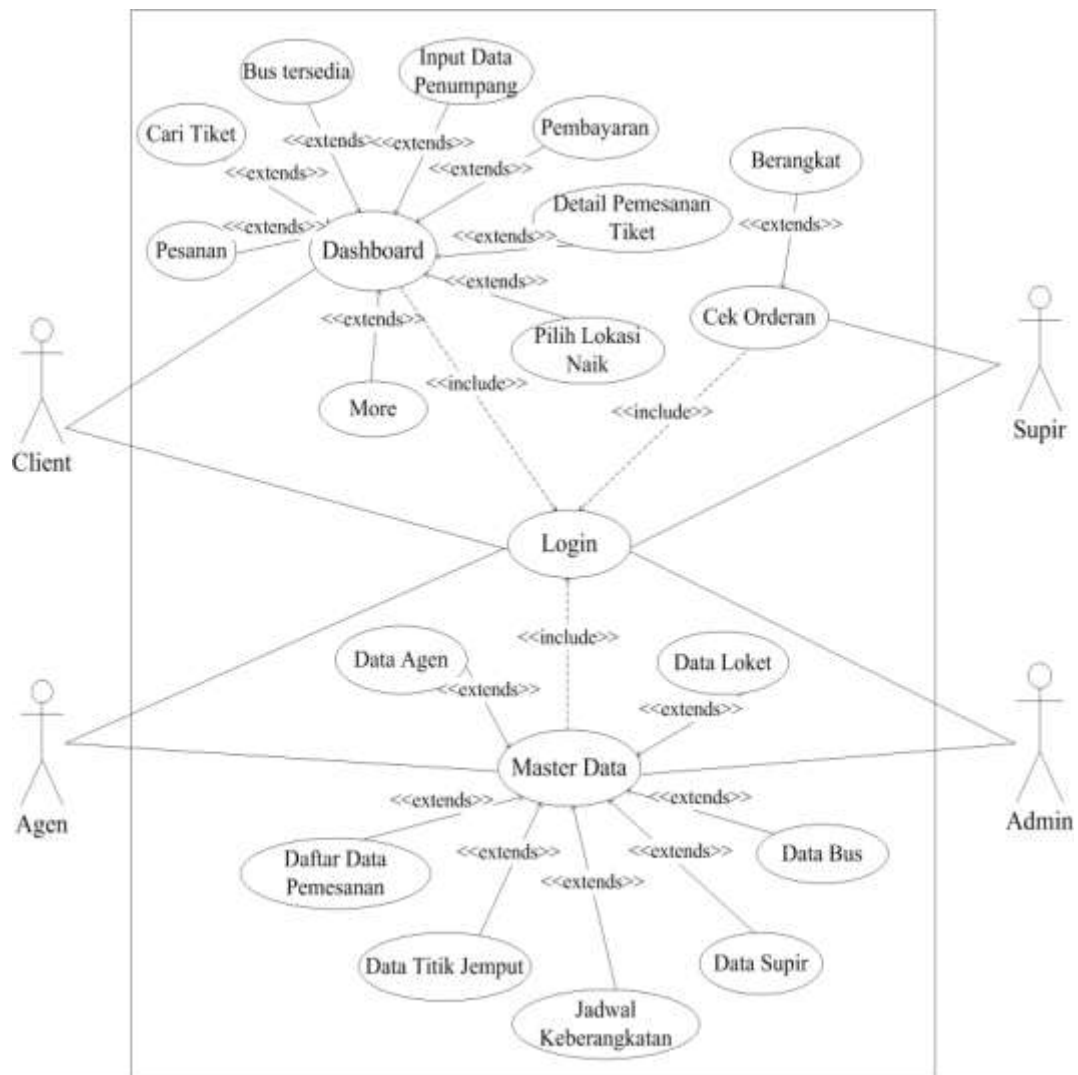 Bus tersedia
Input Data
Penumpang
Cari Tiket
<<extends>>
<<extends>>
Pembayaran
<<extends>>
<<extends>>
Berangkat
Pesanan
<<extends>>
Dashboard
<<extends>>
Detail Pemesanan
Tiket
<<extends>>
<<extends>>
<<extends>>
Cek Orderan
Pilih Lokasi
Naik
More
<<include>>
<<include>>
Client
Supir
Login
<<include>>
Data Agen
Data Loket
<<extends>>
<<extends>>
Master Data
Agen
Admin
<<extends>>
<<extends>>
Daftar Data
Pemesanan
<<extends>>
<<extends>>
<<extends>>
Data Bus
Data Titik Jemput
Data Supir
Jadwal
Keberangkatan